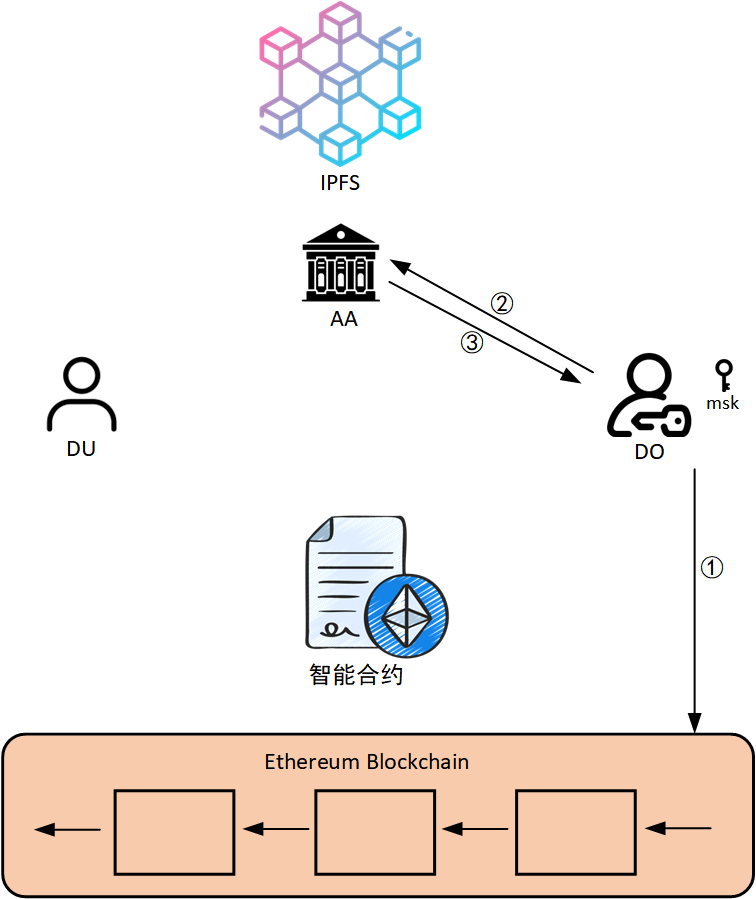 IPFS
AA
②
③
msk
DU
DO
①
智能合约
Ethereum Blockchain